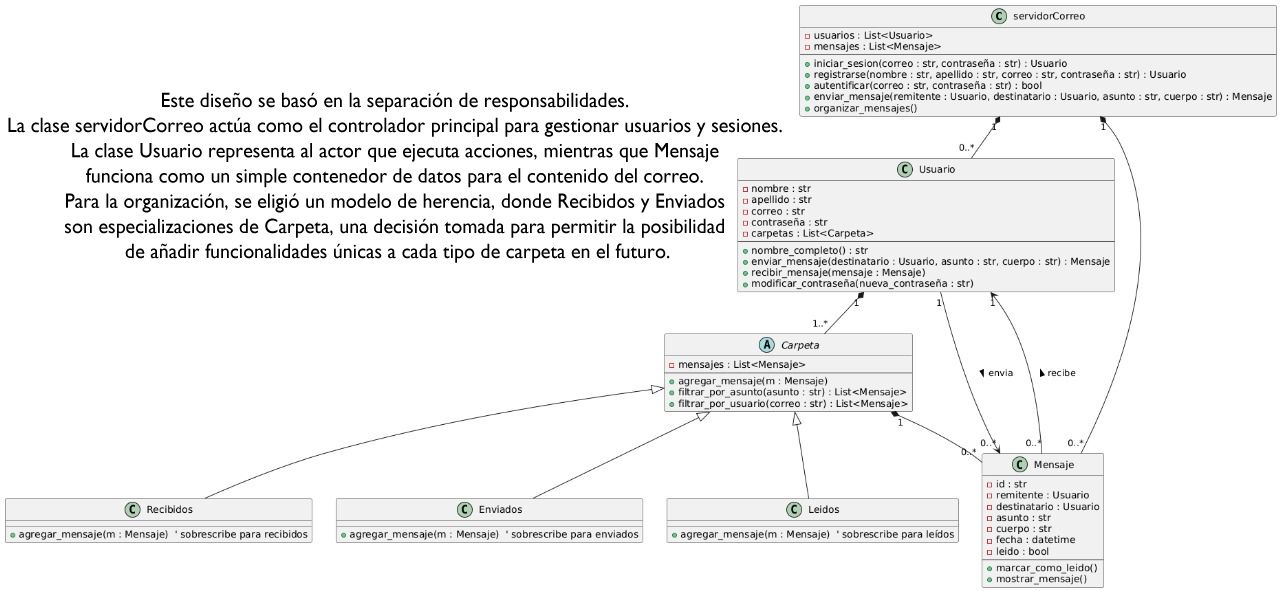 C servidorCorreo
usuarios : List<Usuario>
mensajes : List<Mensaje>
iniciar_sesion(correo : str, contraseña : str) : Usuario
registrarse(nombre : str, apellido : str, correo : str, contraseña : str) : Usuario
autentificar(correo : str, contraseña : str) : bool
enviar_mensaje(remitente : Usuario, destinatario : Usuario, asunto : str, cuerpo : str) : Mensaje
organizar_mensajes()
Este diseño se basó en la separación de responsabilidades.
La clase servidorCorreo actúa como el controlador principal para gestionar usuarios y sesiones.
La clase Usuario representa al actor que ejecuta acciones, mientras que Mensaje
funciona como un simple contenedor de datos para el contenido del correo.
Para la organización, se eligió un modelo de herencia, donde Recibidos y Enviados
son especializaciones de Carpeta, una decisión tomada para permitir la posibilidad
de añadir funcionalidades únicas a cada tipo de carpeta en el futuro.
1
1
0..*
C Usuario
nombre : str
apellido : str
correo : str
contraseña : str
carpetas : List<Carpeta>
nombre_completo() : str
enviar_mensaje(destinatario : Usuario, asunto : str, cuerpo : str) : Mensaje
recibir_mensaje(mensaje : Mensaje)
modificar_contraseña(nueva_contraseña : str)
1
1
1
1..*
A Carpeta
mensajes : List<Mensaje>
agregar_mensaje(m : Mensaje)
filtrar_por_asunto(asunto : str) : List<Mensaje>
filtrar_por_usuario(correo : str) : List<Mensaje>
envia
recibe
1
0..*
0..*
0..*
0..*
C Mensaje
id : str
remitente : Usuario
destinatario : Usuario
asunto : str
cuerpo : str
fecha : datetime
leido : bool
marcar_como_leido()
mostrar_mensaje()
C Recibidos
agregar_mensaje(m : Mensaje) ' sobrescribe para recibidos
C Enviados
agregar_mensaje(m : Mensaje) ' sobrescribe para enviados
C Leidos
agregar_mensaje(m : Mensaje) ' sobrescribe para leídos